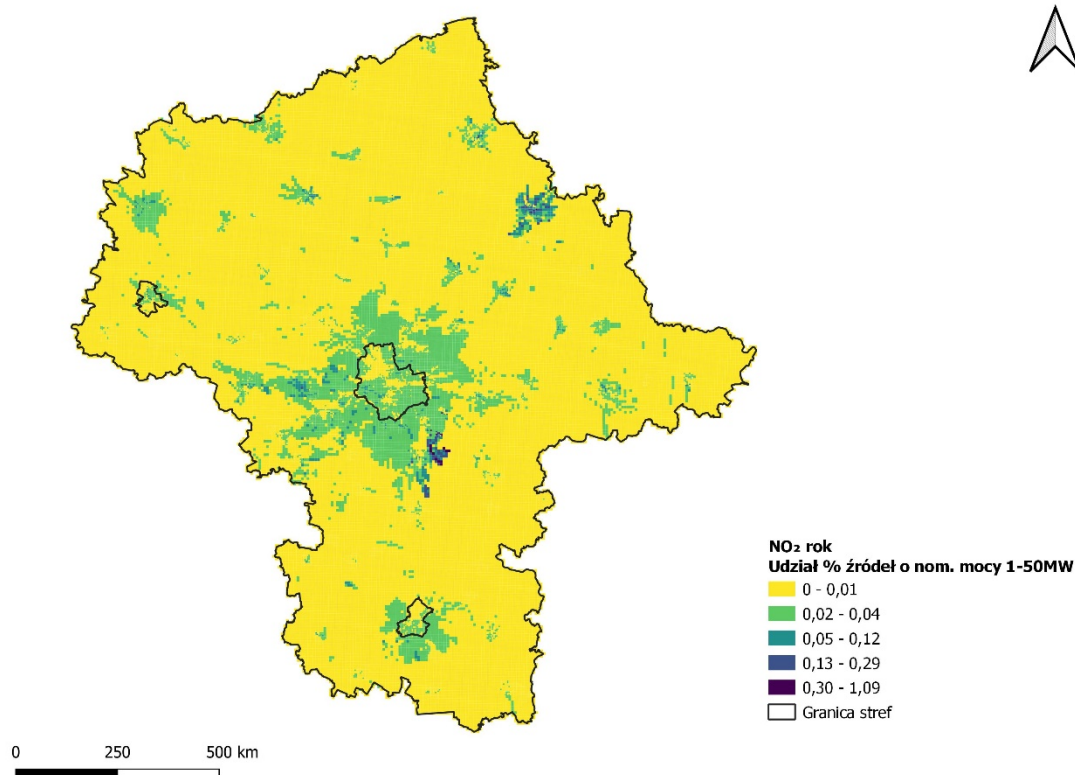 NO₂ rok
Udział % źródeł o nom. mocy 1-50MW
0 - 0,01
0,02 - 0,04
0,05 - 0,12
0,13 - 0,29
0,30 - 1,09
Granica stref
0 250 500 km